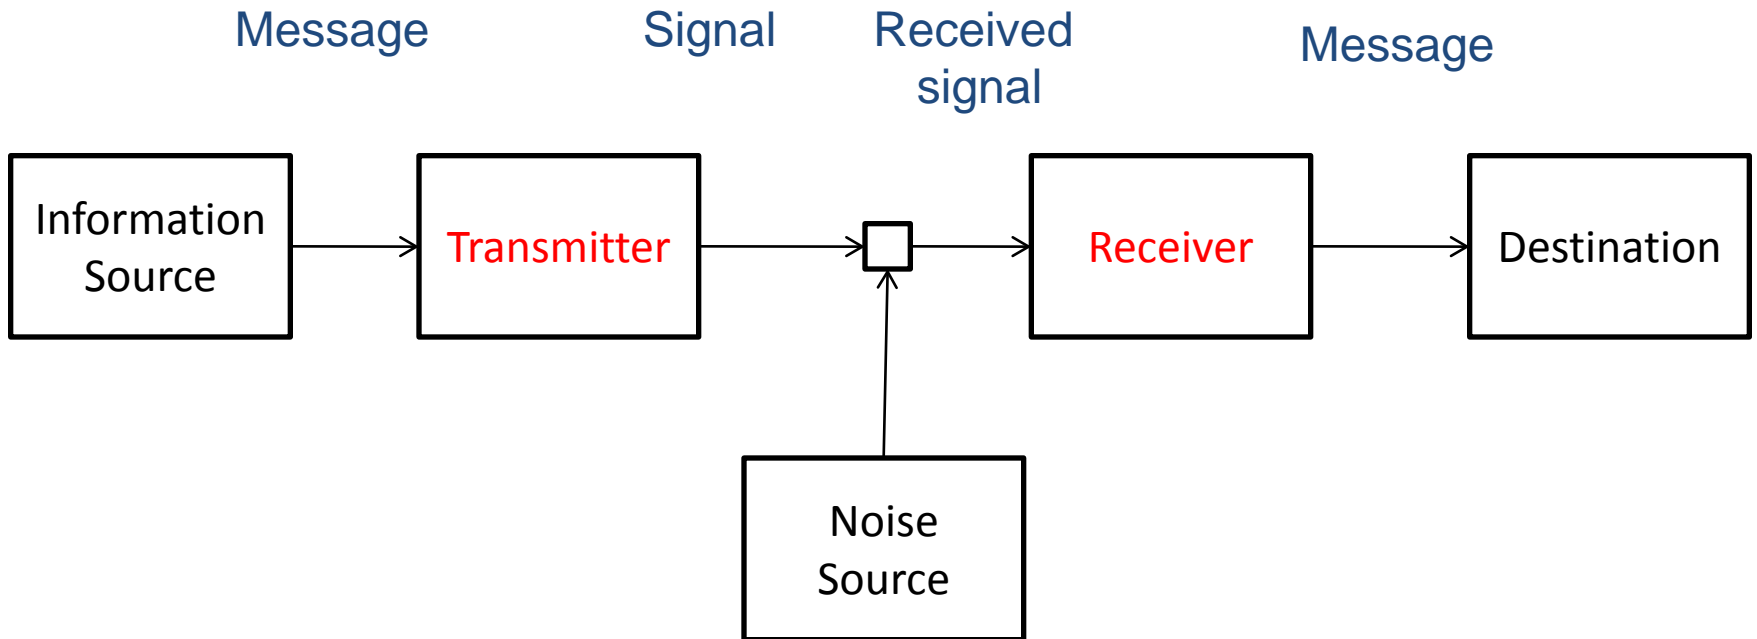 Message
Signal
Received
signal
Message
Information
Source
Transmitter
Receiver
Destination
Noise
Source